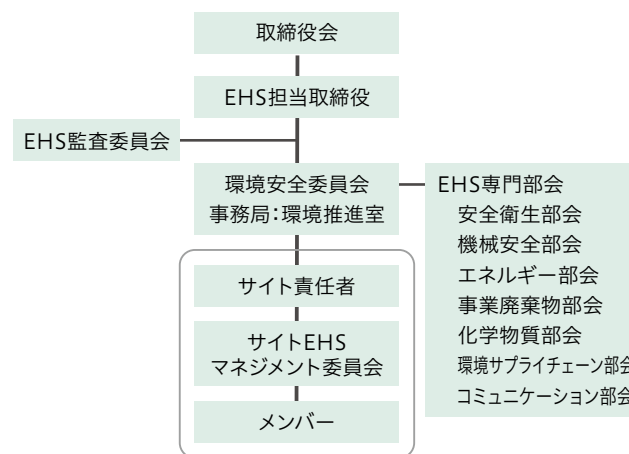 取締役会
EHS担当取締役
EHS監査委員会
環境安全委員会
事務局：環境推進室
EHS専門部会
安全衛生部会
機械安全部会
エネルギー部会
事業廃棄物部会
化学物質部会
環境サプライチェーン部会
コミュニケーション部会
サイト責任者
サイトEHS
マネジメント委員会
メンバー